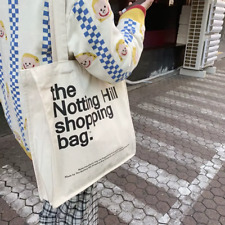 the
Notting Hill
shopping
bag.